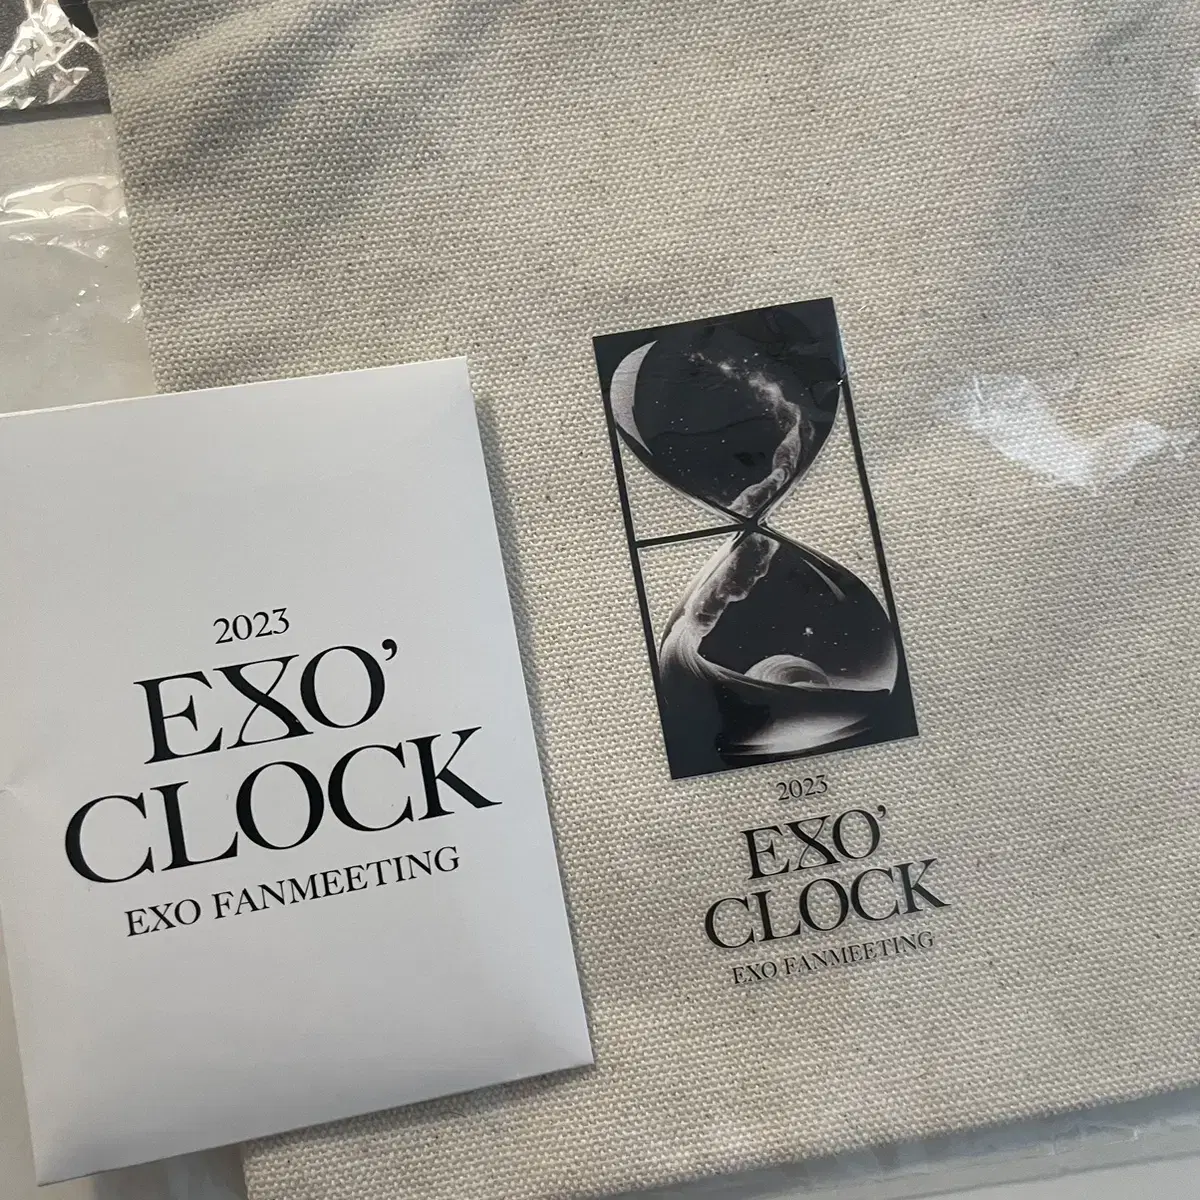 2023
EXO’
CLOCK
EXO FANMEETING
2023
EXO’
CLOCK
EXO FANMEETING